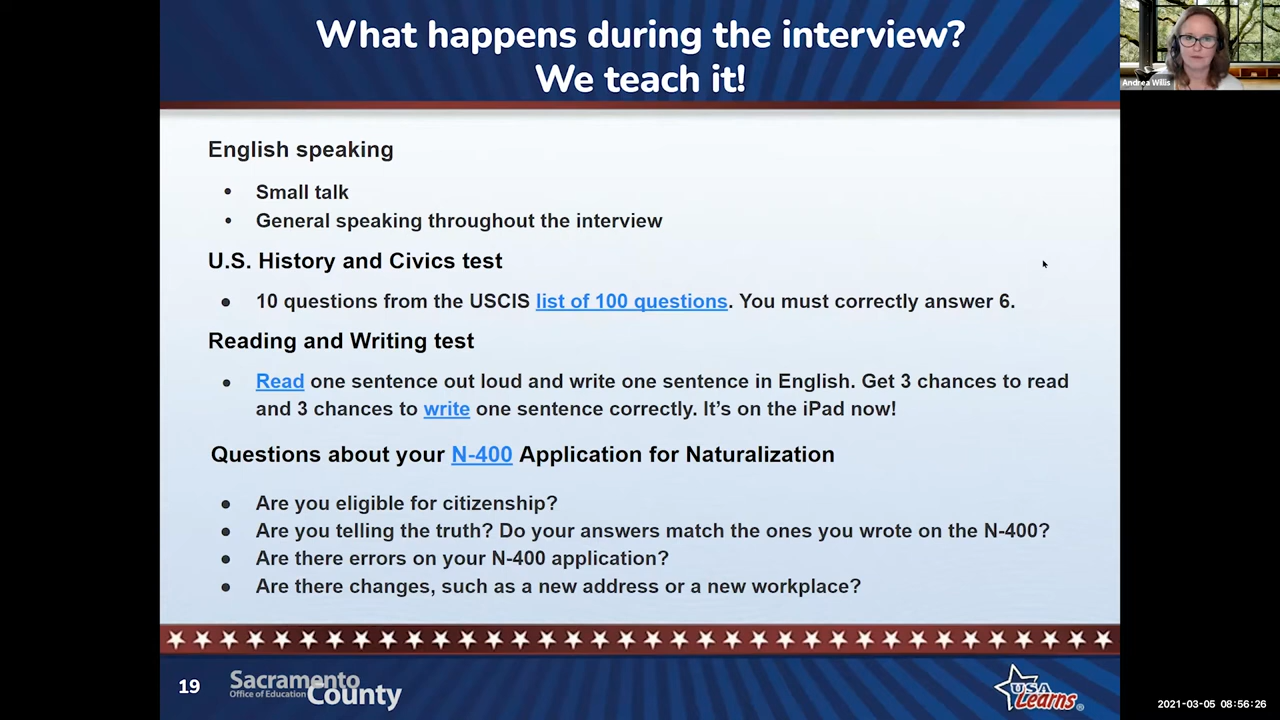 What happens during the interview?
We teach it!
Andrea Willis
English speaking
• Small talk
• General speaking throughout the interview
U.S. History and Civics test
● 10 questions from the USCIS list of 100 questions. You must correctly answer 6.
Reading and Writing test
● Read one sentence out loud and write one sentence in English. Get 3 chances to read
and 3 chances to write one sentence correctly. It’s on the iPad now!
Questions about your N-400 Application for Naturalization
● Are you eligible for citizenship?
● Are you telling the truth? Do your answers match the ones you wrote on the N-400?
● Are there errors on your N-400 application?
● Are there changes, such as a new address or a new workplace?
19
Sacramento
Office of Education County
USA
Learns®
2021-03-05 08:56:26